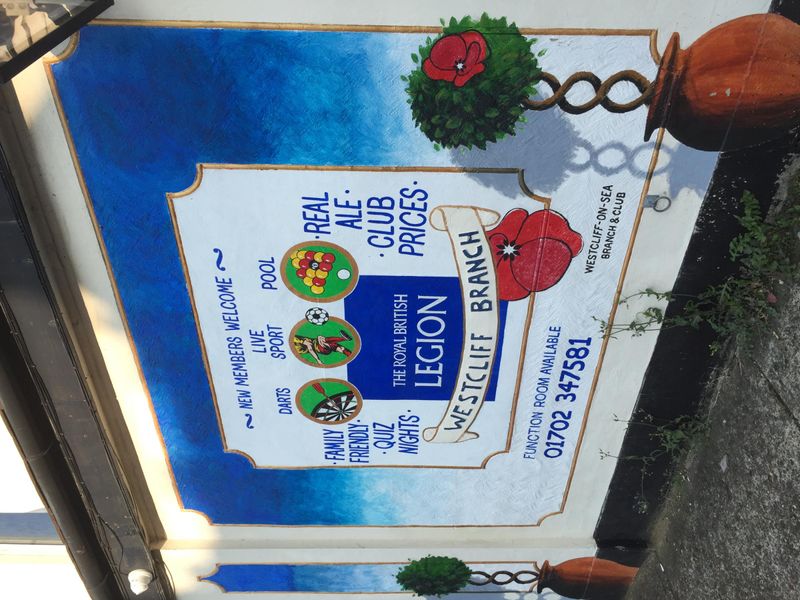 ~ NEW MEMBERS WELCOME ~
DARTS
LIVE
SPORT
POOL
·FAMILY
FRIENDLY·
·QUIZ
NIGHTS·
THE ROYAL BRITISH
LEGION
·REAL
ALE·
·CLUB
PRICES·
WESTCLIFF BRANCH
FUNCTION ROOM AVAILABLE
01702 347581
WESTCLIFF-ON-SEA
BRANCH & CLUB